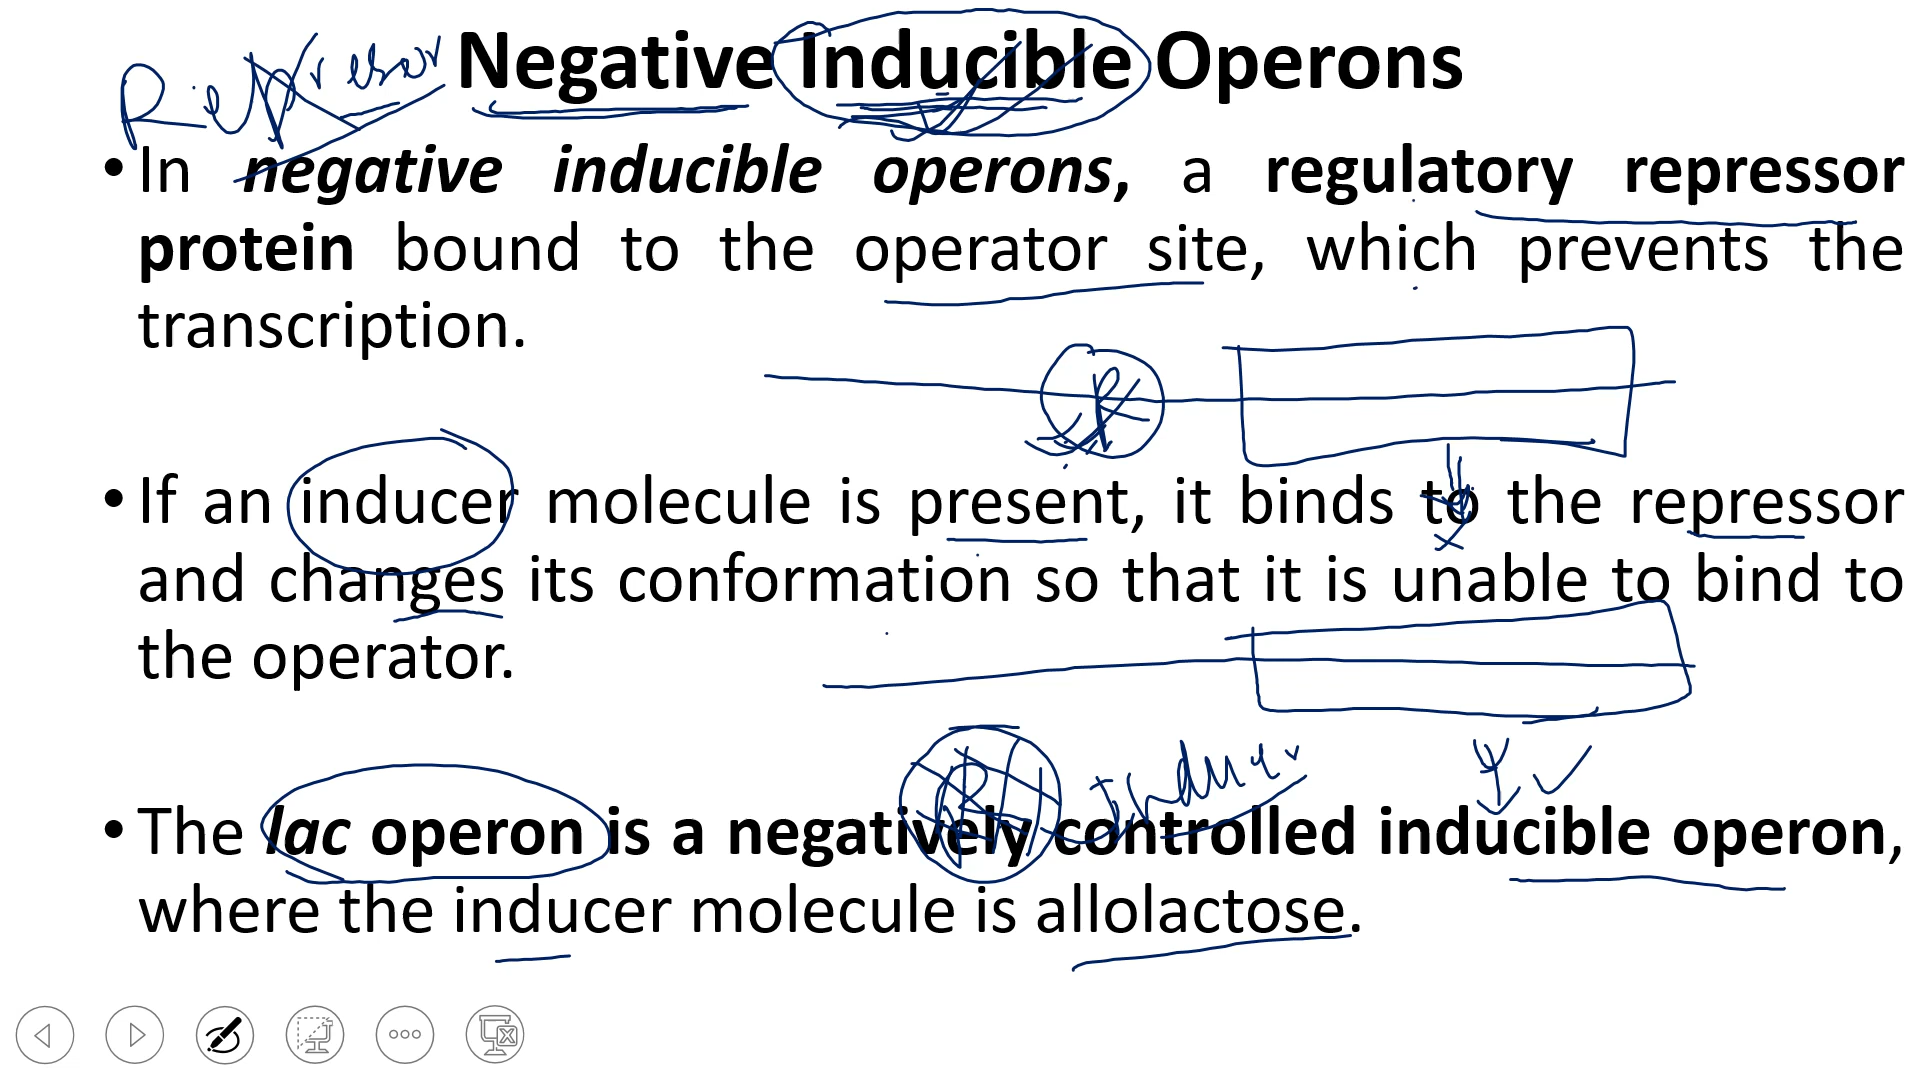 Repressor Negative Inducible Operons
• In negative inducible operons, a regulatory repressor
protein bound to the operator site, which prevents the
transcription.
R
• If an inducer molecule is present, it binds to the repressor
and changes its conformation so that it is unable to bind to
the operator.
R Inducer
• The lac operon is a negatively controlled inducible operon,
where the inducer molecule is allolactose.